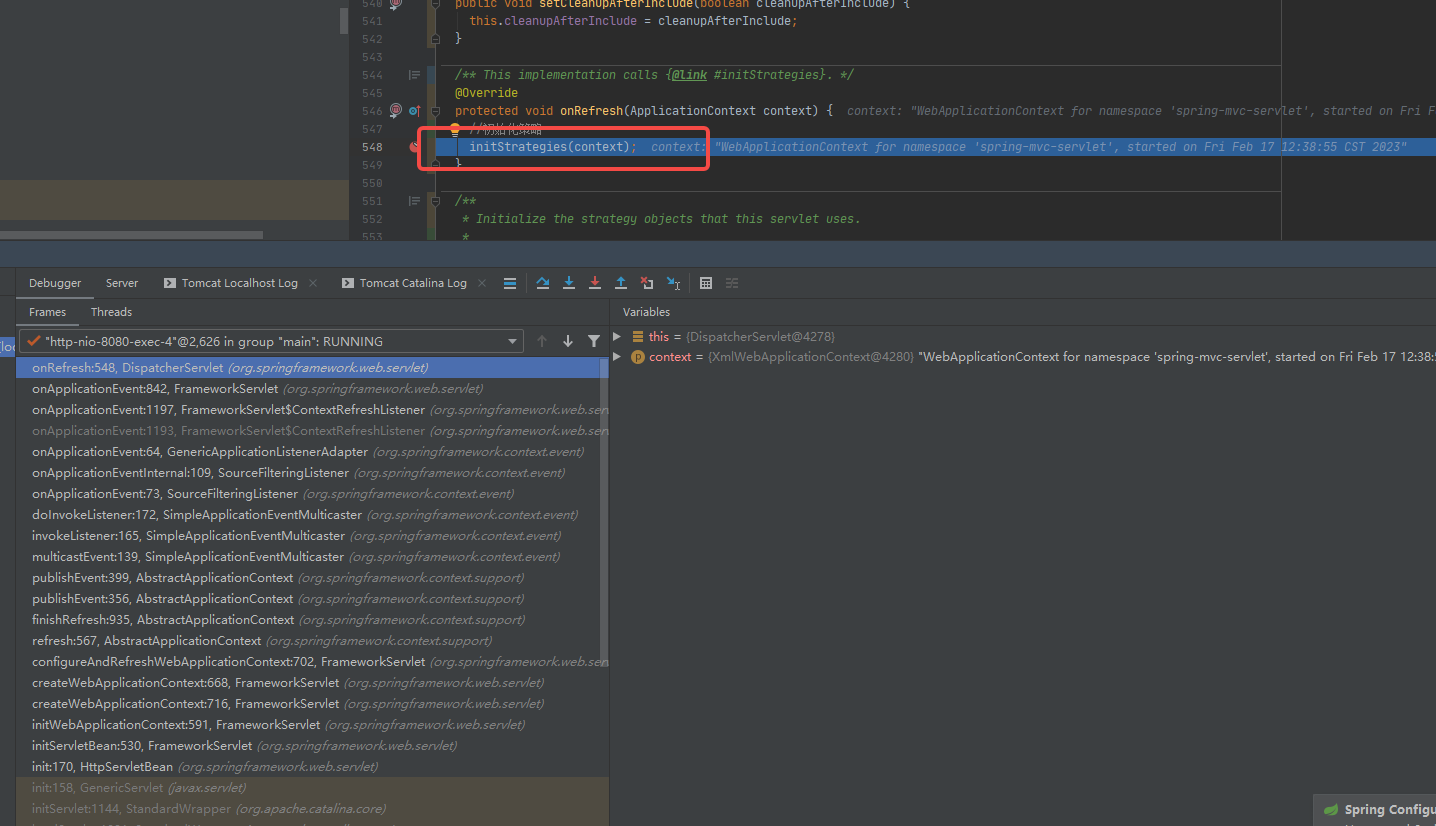 540 public void setCleanupAfterInclude(boolean cleanupAfterInclude) {
541 this.cleanupAfterInclude = cleanupAfterInclude;
542 }
543
544 /** This implementation calls {@link #initStrategies}. */
545 @Override
546 protected void onRefresh(ApplicationContext context) { context: "WebApplicationContext for namespace 'spring-mvc-servlet', started on Fri F
547 //初始化策略
548 initStrategies(context); context: "WebApplicationContext for namespace 'spring-mvc-servlet', started on Fri Feb 17 12:38:55 CST 2023"
549 }
550
551 /**
552 * Initialize the strategy objects that this servlet uses.
553 *
Debugger Server Tomcat Localhost Log Tomcat Catalina Log
Frames Threads
Variables
"http-nio-8080-exec-4"@2,626 in group "main": RUNNING
this = {DispatcherServlet@4278}
context = {XmlWebApplicationContext@4280} "WebApplicationContext for namespace 'spring-mvc-servlet', started on Fri Feb 17 12:38:
onRefresh:548, DispatcherServlet (org.springframework.web.servlet)
onApplicationEvent:842, FrameworkServlet (org.springframework.web.servlet)
onApplicationEvent:1197, FrameworkServlet$ContextRefreshListener (org.springframework.web.serv
onApplicationEvent:1193, FrameworkServlet$ContextRefreshListener (org.springframework.web.serv
onApplicationEvent:64, GenericApplicationListenerAdapter (org.springframework.context.event)
onApplicationEventInternal:109, SourceFilteringListener (org.springframework.context.event)
onApplicationEvent:73, SourceFilteringListener (org.springframework.context.event)
doInvokeListener:172, SimpleApplicationEventMulticaster (org.springframework.context.event)
invokeListener:165, SimpleApplicationEventMulticaster (org.springframework.context.event)
multicastEvent:139, SimpleApplicationEventMulticaster (org.springframework.context.event)
publishEvent:399, AbstractApplicationContext (org.springframework.context.support)
publishEvent:356, AbstractApplicationContext (org.springframework.context.support)
finishRefresh:935, AbstractApplicationContext (org.springframework.context.support)
refresh:567, AbstractApplicationContext (org.springframework.context.support)
configureAndRefreshWebApplicationContext:702, FrameworkServlet (org.springframework.web.serv
createWebApplicationContext:668, FrameworkServlet (org.springframework.web.servlet)
createWebApplicationContext:716, FrameworkServlet (org.springframework.web.servlet)
initWebApplicationContext:591, FrameworkServlet (org.springframework.web.servlet)
initServletBean:530, FrameworkServlet (org.springframework.web.servlet)
init:170, HttpServletBean (org.springframework.web.servlet)
init:158, GenericServlet (javax.servlet)
initServlet:1144, StandardWrapper (org.apache.catalina.core)
Spring Configu